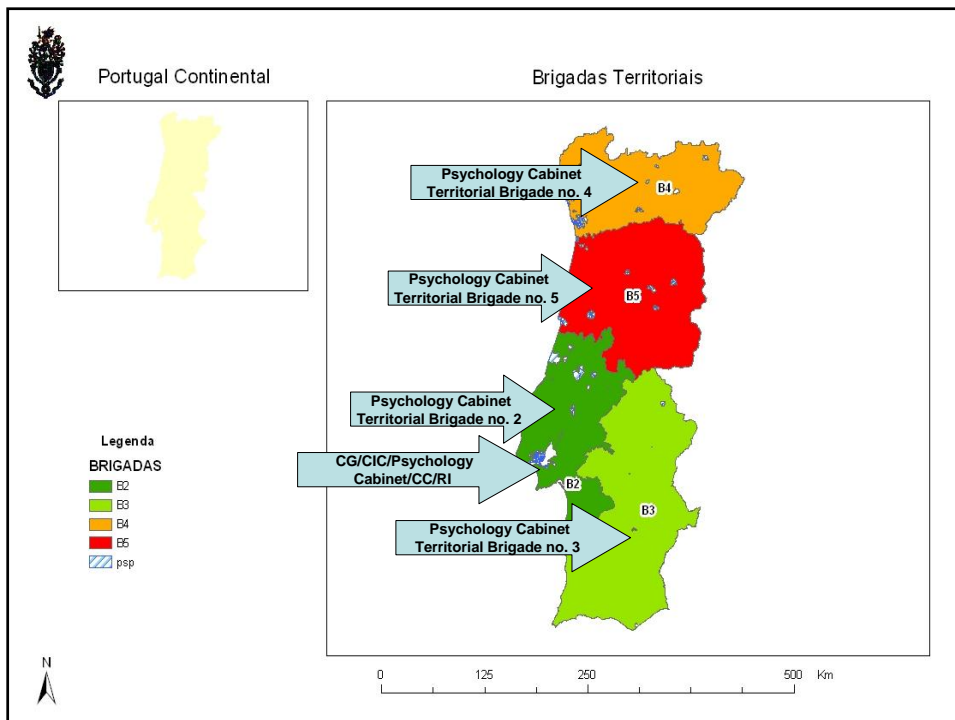 Portugal Continental
Brigadas Territoriais
Psychology Cabinet
Territorial Brigade no. 4
B4
Psychology Cabinet
Territorial Brigade no. 5
B5
Psychology Cabinet
Territorial Brigade no. 2
CG/CIC/Psychology
Cabinet/CC/RI
B2
B3
Psychology Cabinet
Territorial Brigade no. 3
Legenda
BRIGADAS
B2
B3
B4
B5
psp
N
0 125 250 500 Km